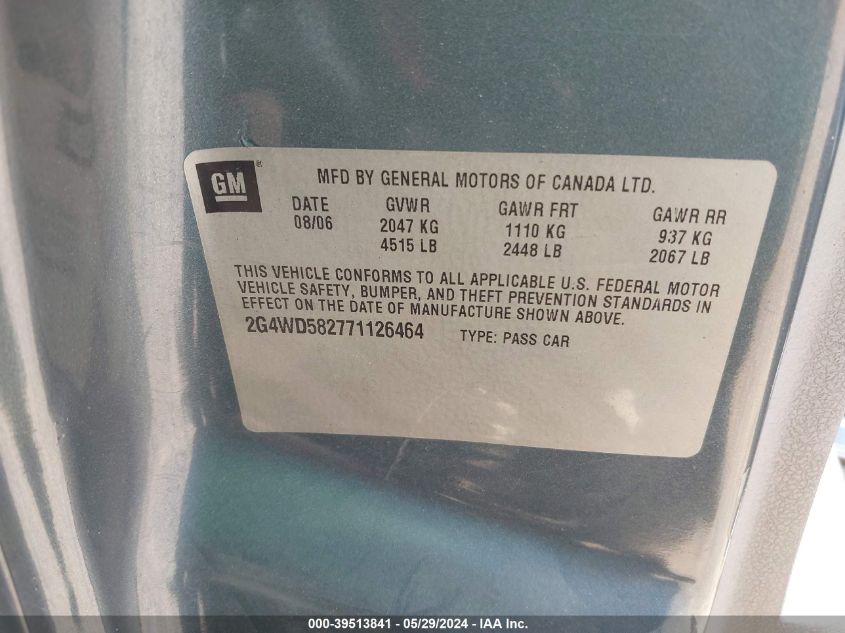 GM ®
MFD BY GENERAL MOTORS OF CANADA LTD.
DATE GVWR GAWR FRT GAWR RR
08/06 2047 KG 1110 KG 937 KG
4515 LB 2448 LB 2067 LB
THIS VEHICLE CONFORMS TO ALL APPLICABLE U.S. FEDERAL MOTOR
VEHICLE SAFETY, BUMPER, AND THEFT PREVENTION STANDARDS IN
EFFECT ON THE DATE OF MANUFACTURE SHOWN ABOVE.
2G4WD582771126464 TYPE: PASS CAR
000-39513841 - 05/29/2024 - IAA Inc.